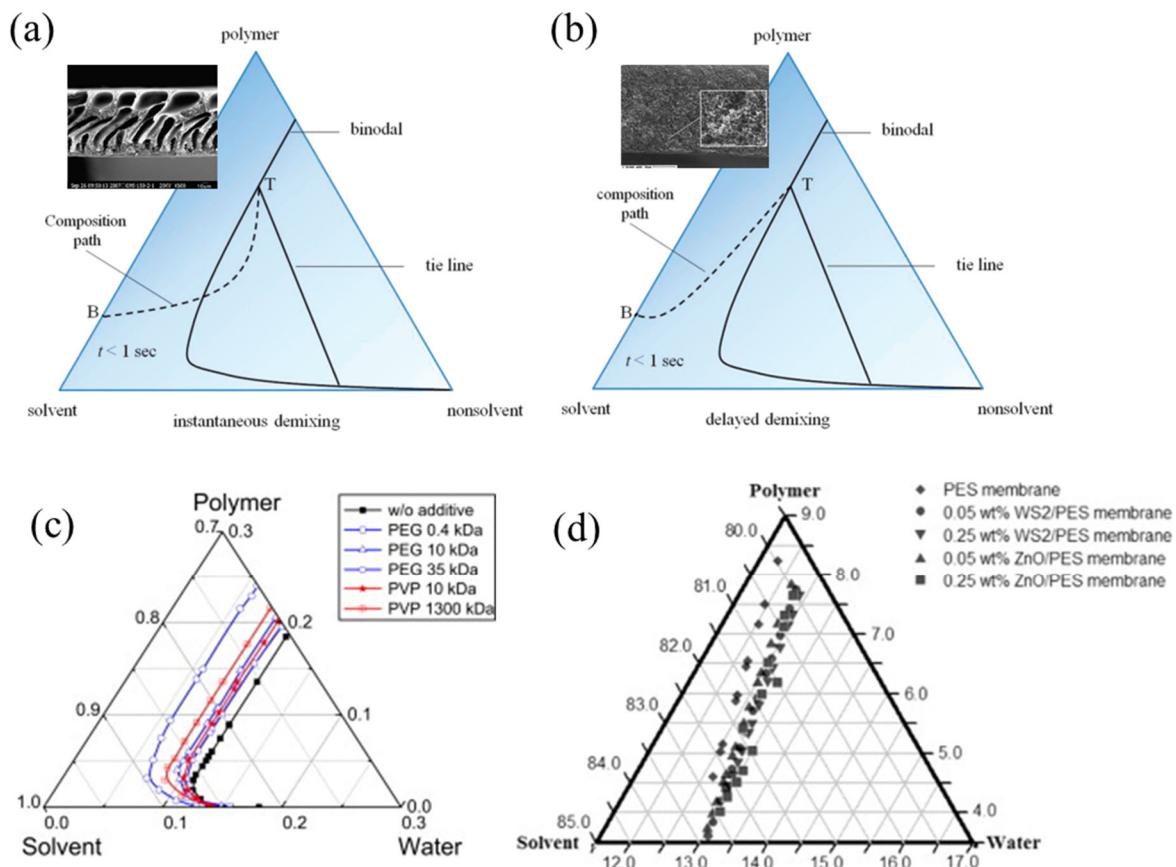 (a)
polymer
binodal
T
Composition
path
tie line
B
t < 1 sec
solvent
nonsolvent
instantaneous demixing
(b)
polymer
binodal
T
composition
path
tie line
B
t < 1 sec
solvent
nonsolvent
delayed demixing
(c)
Polymer
0.7
0.3
w/o additive
PEG 0.4 kDa
PEG 10 kDa
PEG 35 kDa
PVP 10 kDa
PVP 1300 kDa
0.8
0.2
0.9
0.1
1.0
0.0
0.0
0.1
0.2
0.3
Solvent
Water
(d)
Polymer
PES membrane
0.05 wt% WS2/PES membrane
0.25 wt% WS2/PES membrane
0.05 wt% ZnO/PES membrane
0.25 wt% ZnO/PES membrane
80.0
9.0
81.0
8.0
82.0
7.0
83.0
6.0
84.0
5.0
85.0
4.0
Solvent
Water
12.0 13.0 14.0 15.0 16.0 17.0